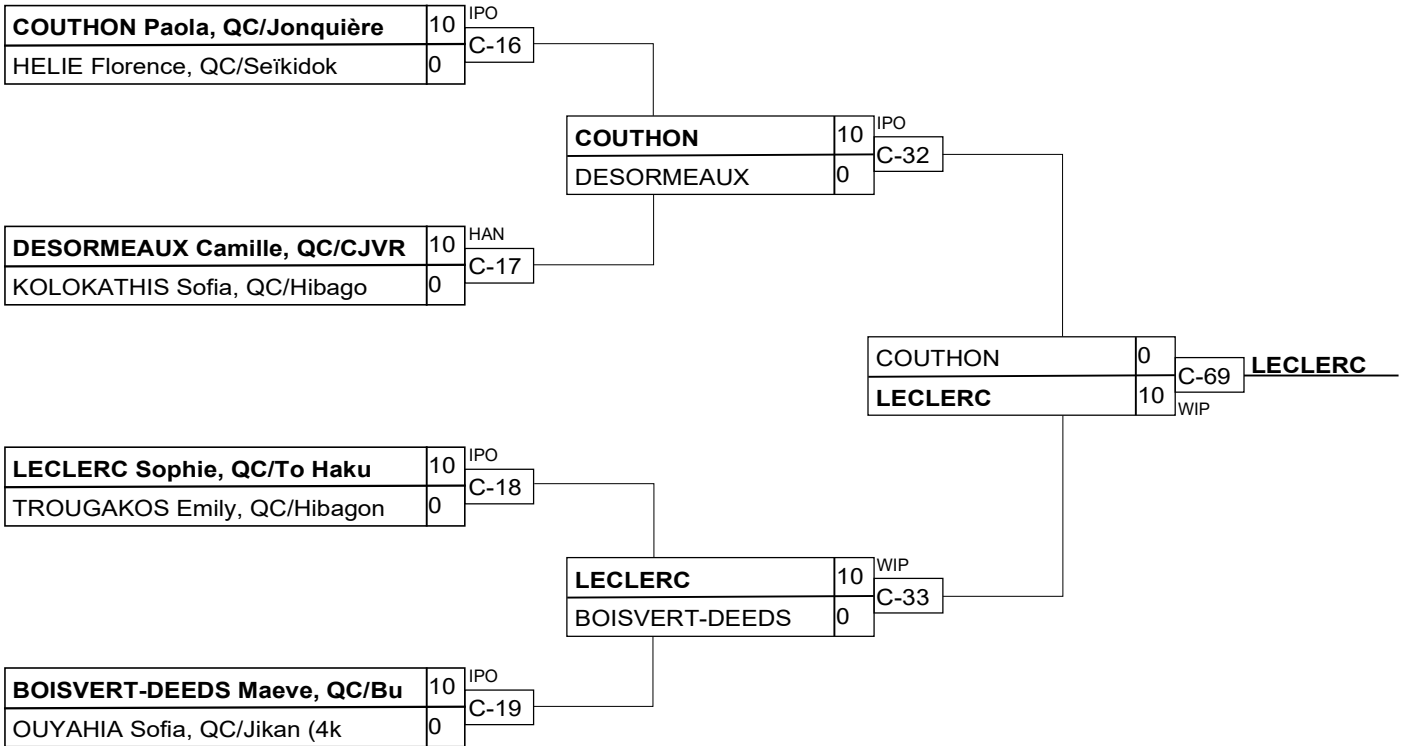 COUTHON Paola, QC/Jonquière 10 IPO
C-16
HELIE Florence, QC/Seïkidok 0
COUTHON 10 IPO
C-32
DESORMEAUX 0
DESORMEAUX Camille, QC/CJVR 10 HAN
C-17
KOLOKATHIS Sofia, QC/Hibago 0
COUTHON 0
C-69 LECLERC
LECLERC 10 WIP
LECLERC Sophie, QC/To Haku 10 IPO
C-18
TROUGAKOS Emily, QC/Hibagon 0
LECLERC 10 WIP
C-33
BOISVERT-DEEDS 0
BOISVERT-DEEDS Maeve, QC/Bu 10 IPO
C-19
OUYAHIA Sofia, QC/Jikan (4k 0